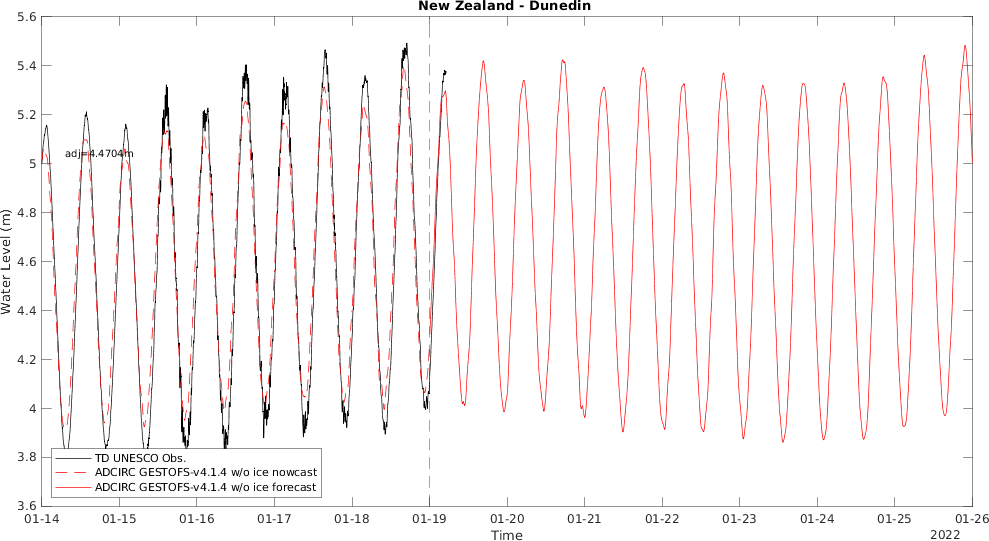 New Zealand - Dunedin
5.6
5.4
5.2
5
4.8
4.6
4.4
4.2
4
3.8
3.6
Water Level (m)
adj=4.4704m
TD UNESCO Obs.
ADCIRC GESTOFS-v4.1.4 w/o ice nowcast
ADCIRC GESTOFS-v4.1.4 w/o ice forecast
01-14 01-15 01-16 01-17 01-18 01-19 01-20 01-21 01-22 01-23 01-24 01-25 01-26
Time
2022